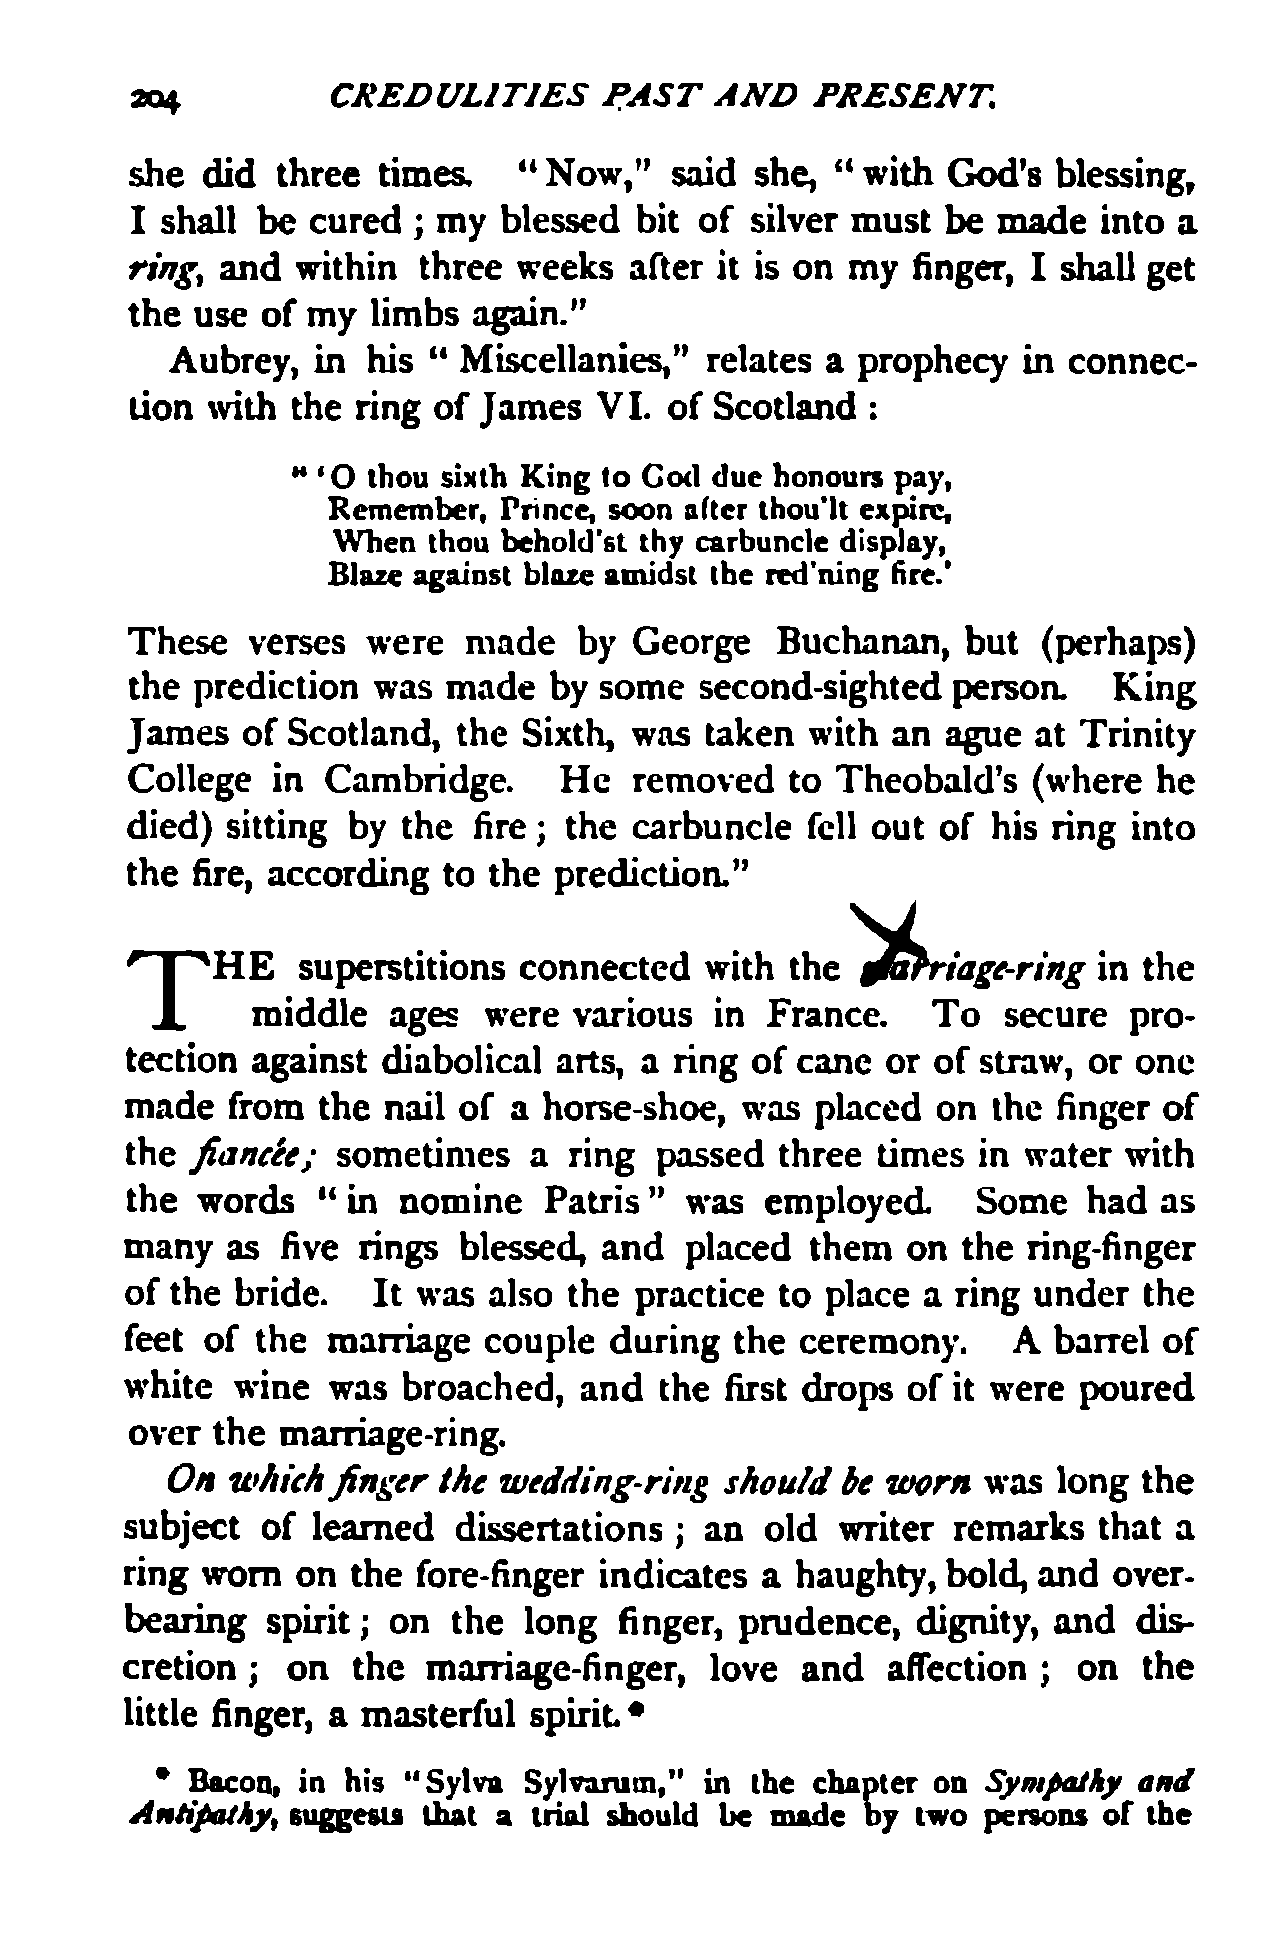 204 CREDULITIES PAST AND PRESENT.
she did three times. "Now," said she, "with God's blessing,
I shall be cured; my blessed bit of silver must be made into a
ring, and within three weeks after it is on my finger, I shall get
the use of my limbs again."
Aubrey, in his "Miscellanies," relates a prophecy in connec-
tion with the ring of James VI. of Scotland:
"'O thou sixth King to God due honours pay,
Remember, Prince, soon after thou'lt expire,
When thou behold'st thy carbuncle display,
Blaze against blaze amidst the red'ning fire.'
These verses were made by George Buchanan, but (perhaps)
the prediction was made by some second-sighted person. King
James of Scotland, the Sixth, was taken with an ague at Trinity
College in Cambridge. He removed to Theobald's (where he
died) sitting by the fire; the carbuncle fell out of his ring into
the fire, according to the prediction."
THE superstitions connected with the marriage-ring in the
middle ages were various in France. To secure pro-
tection against diabolical arts, a ring of cane or of straw, or one
made from the nail of a horse-shoe, was placed on the finger of
the fiancée; sometimes a ring passed three times in water with
the words "in nomine Patris" was employed. Some had as
many as five rings blessed, and placed them on the ring-finger
of the bride. It was also the practice to place a ring under the
feet of the marriage couple during the ceremony. A barrel of
white wine was broached, and the first drops of it were poured
over the marriage-ring.
On which finger the wedding-ring should be worn was long the
subject of learned dissertations; an old writer remarks that a
ring worn on the fore-finger indicates a haughty, bold, and over-
bearing spirit; on the long finger, prudence, dignity, and dis-
cretion; on the marriage-finger, love and affection; on the
little finger, a masterful spirit.*
* Bacon, in his "Sylva Sylvarum," in the chapter on Sympathy and
Antipathy, suggests that a trial should be made by two persons of the